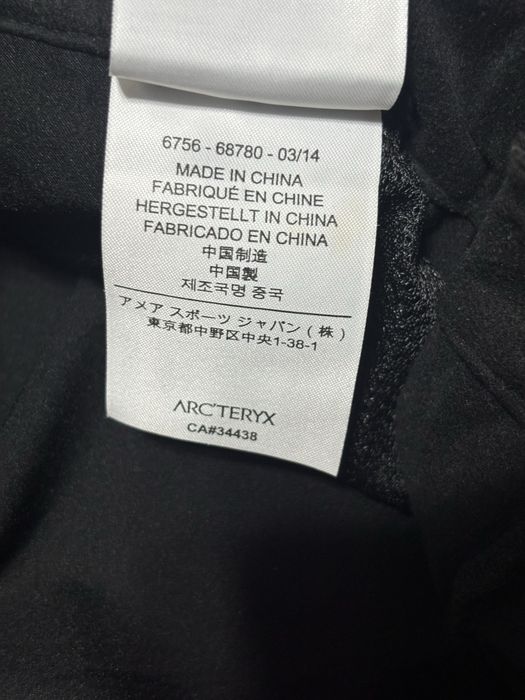 6756 - 68780 - 03/14
MADE IN CHINA
FABRIQUÉ EN CHINE
HERGESTELLT IN CHINA
FABRICADO EN CHINA
中国制造
中国製
제조국명 중국
アメア スポーツ ジャパン (株)
東京都中野区中央1-38-1
ARC'TERYX
CA#34438